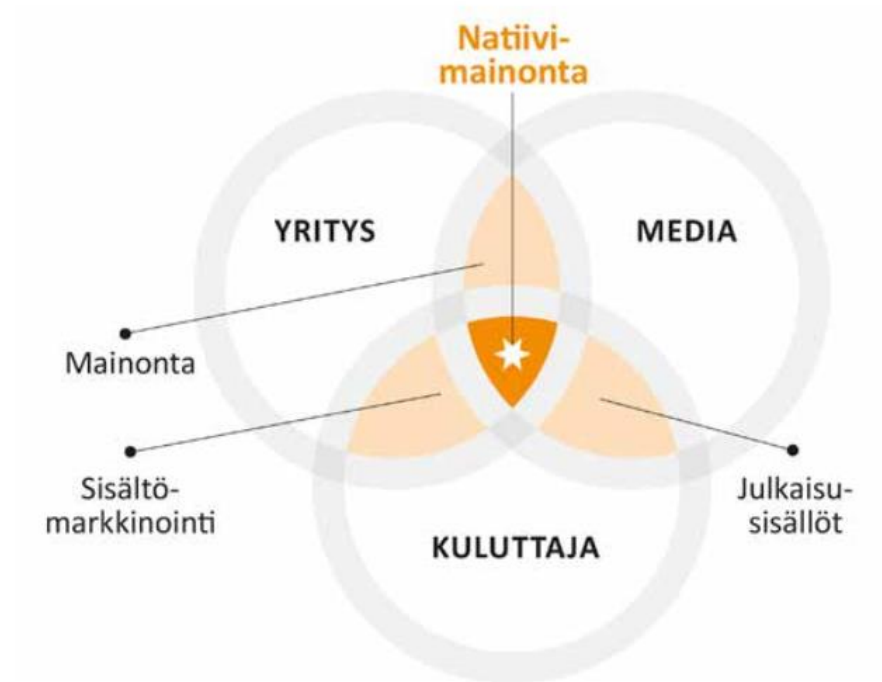 Natiivi-
mainonta
YRITYS
MEDIA
Mainonta
Sisältö-
markkinointi
Julkaisu-
sisällöt
KULUTTAJA